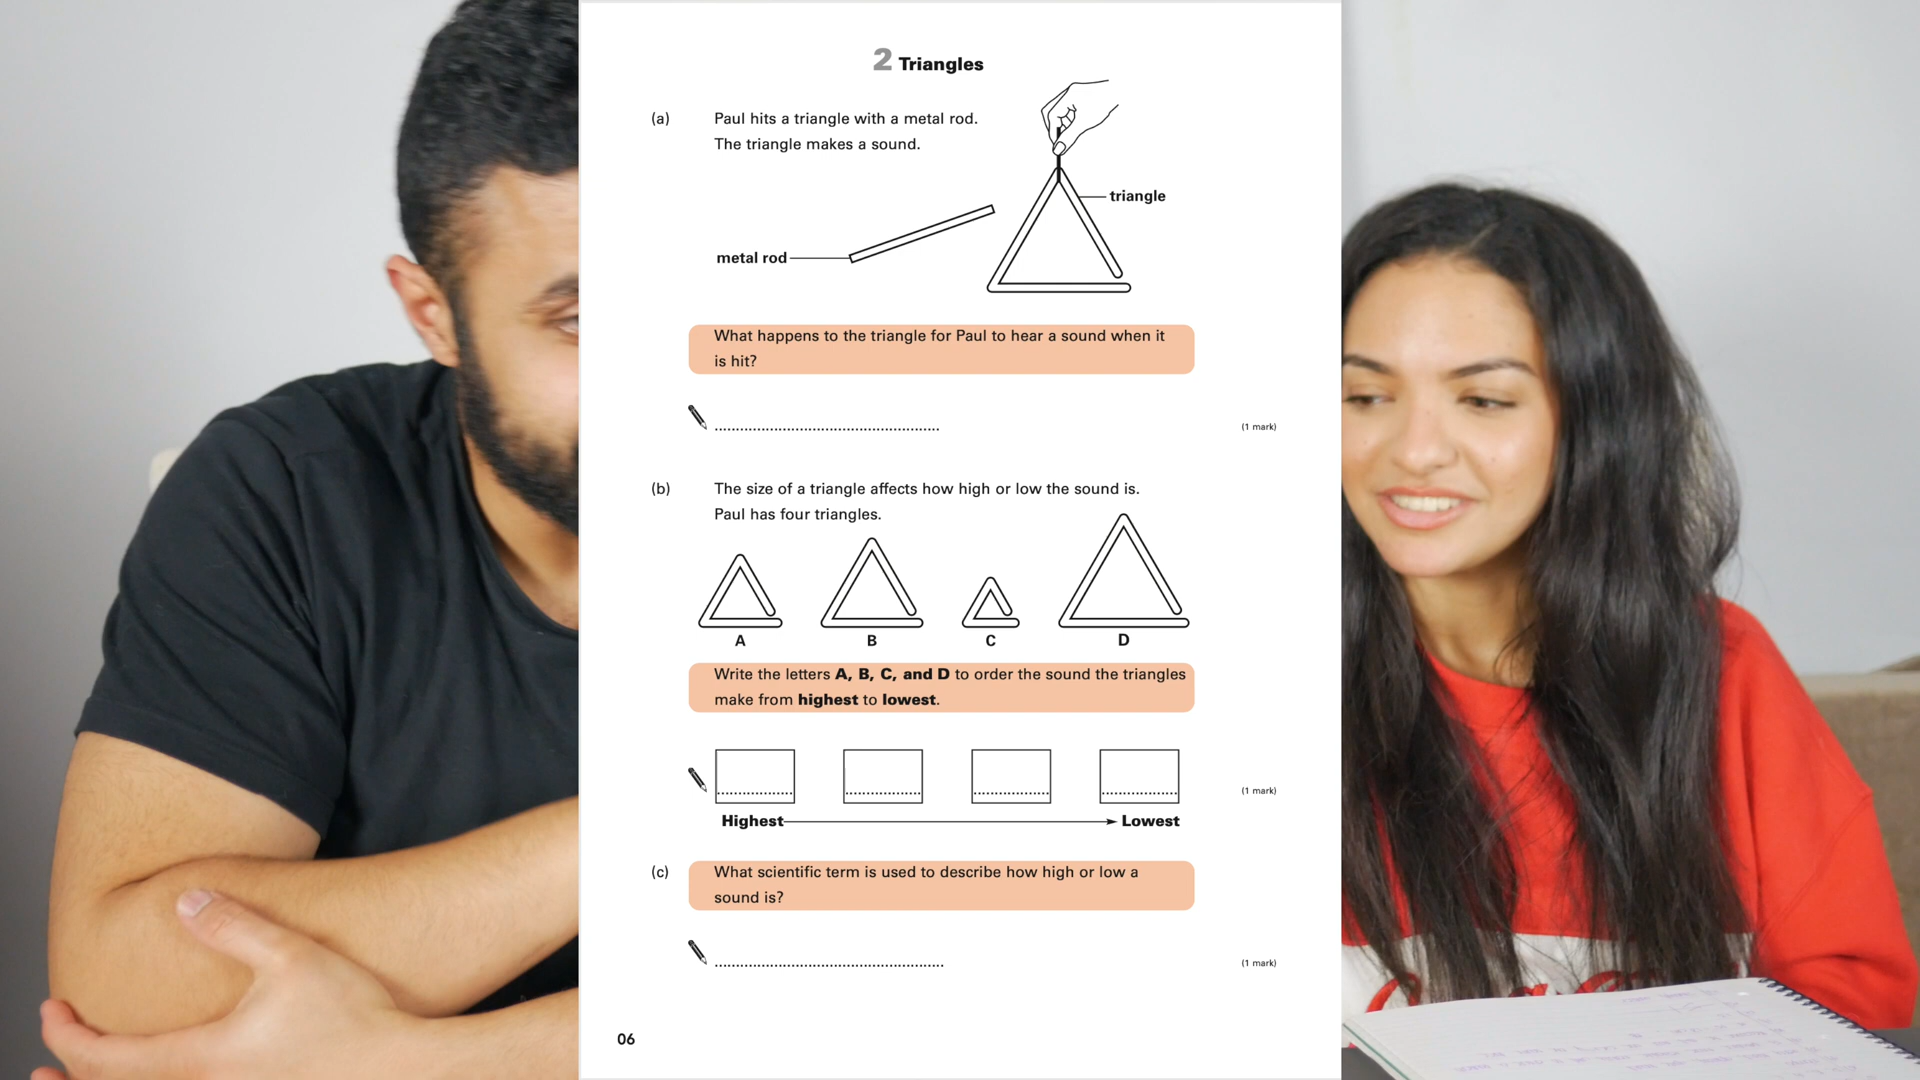 2 Triangles
(a) Paul hits a triangle with a metal rod.
The triangle makes a sound.
triangle
metal rod
What happens to the triangle for Paul to hear a sound when it
is hit?
(1 mark)
(b) The size of a triangle affects how high or low the sound is.
Paul has four triangles.
A B C D
Write the letters A, B, C, and D to order the sound the triangles
make from highest to lowest.
(1 mark)
Highest Lowest
(c) What scientific term is used to describe how high or low a
sound is?
(1 mark)
06